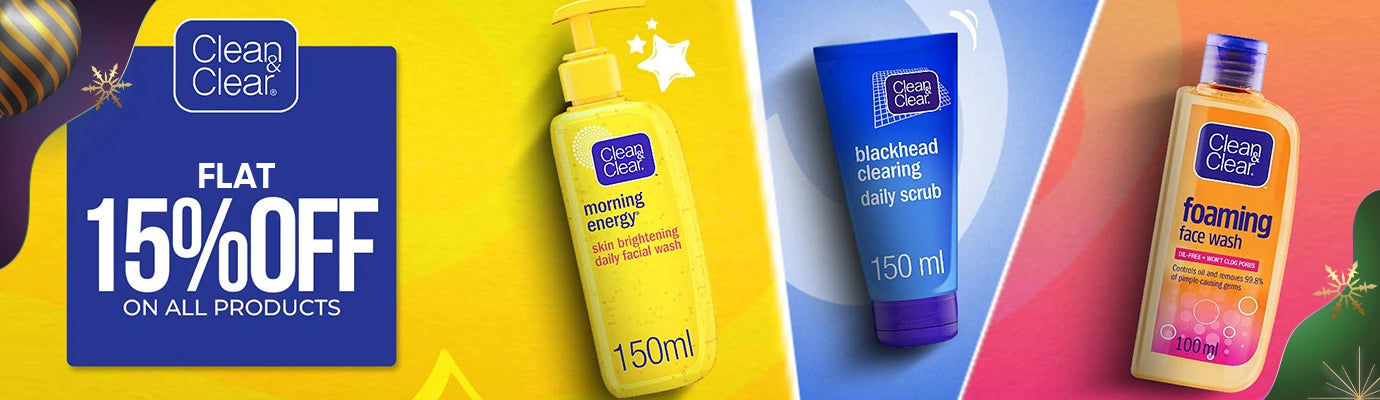 Clean
&
Clear®
FLAT
15%OFF
ON ALL PRODUCTS
Clean
&
Clear
morning
energy®
skin brightening
daily facial wash
150ml
Clean
&
Clear
blackhead
clearing
daily scrub
150 ml
Clean
&
Clear
foaming
face wash
OIL-FREE • WON'T CLOG PORES
Controls oil and removes 99.8%
of pimple-causing germs
100 ml